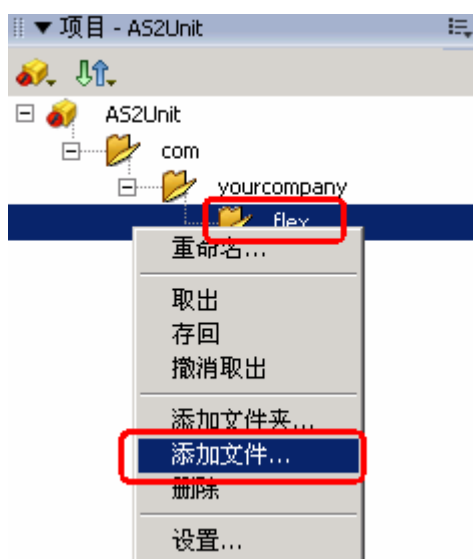 项目 - AS2Unit
AS2Unit
com
yourcompany
flex
重命名...
取出
存回
撤消取出
添加文件夹...
添加文件...
删除
设置...